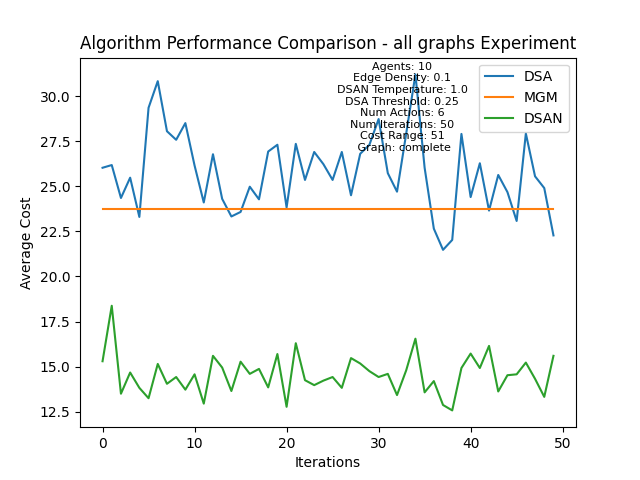 Algorithm Performance Comparison - all graphs Experiment
Agents: 10
Edge Density: 0.1
DSAN Temperature: 1.0
DSA Threshold: 0.25
Num Actions: 6
Num Iterations: 50
Cost Range: 51
Graph: complete
DSA
MGM
DSAN
Average Cost
30.0
27.5
25.0
22.5
20.0
17.5
15.0
12.5
0
10
20
30
40
50
Iterations